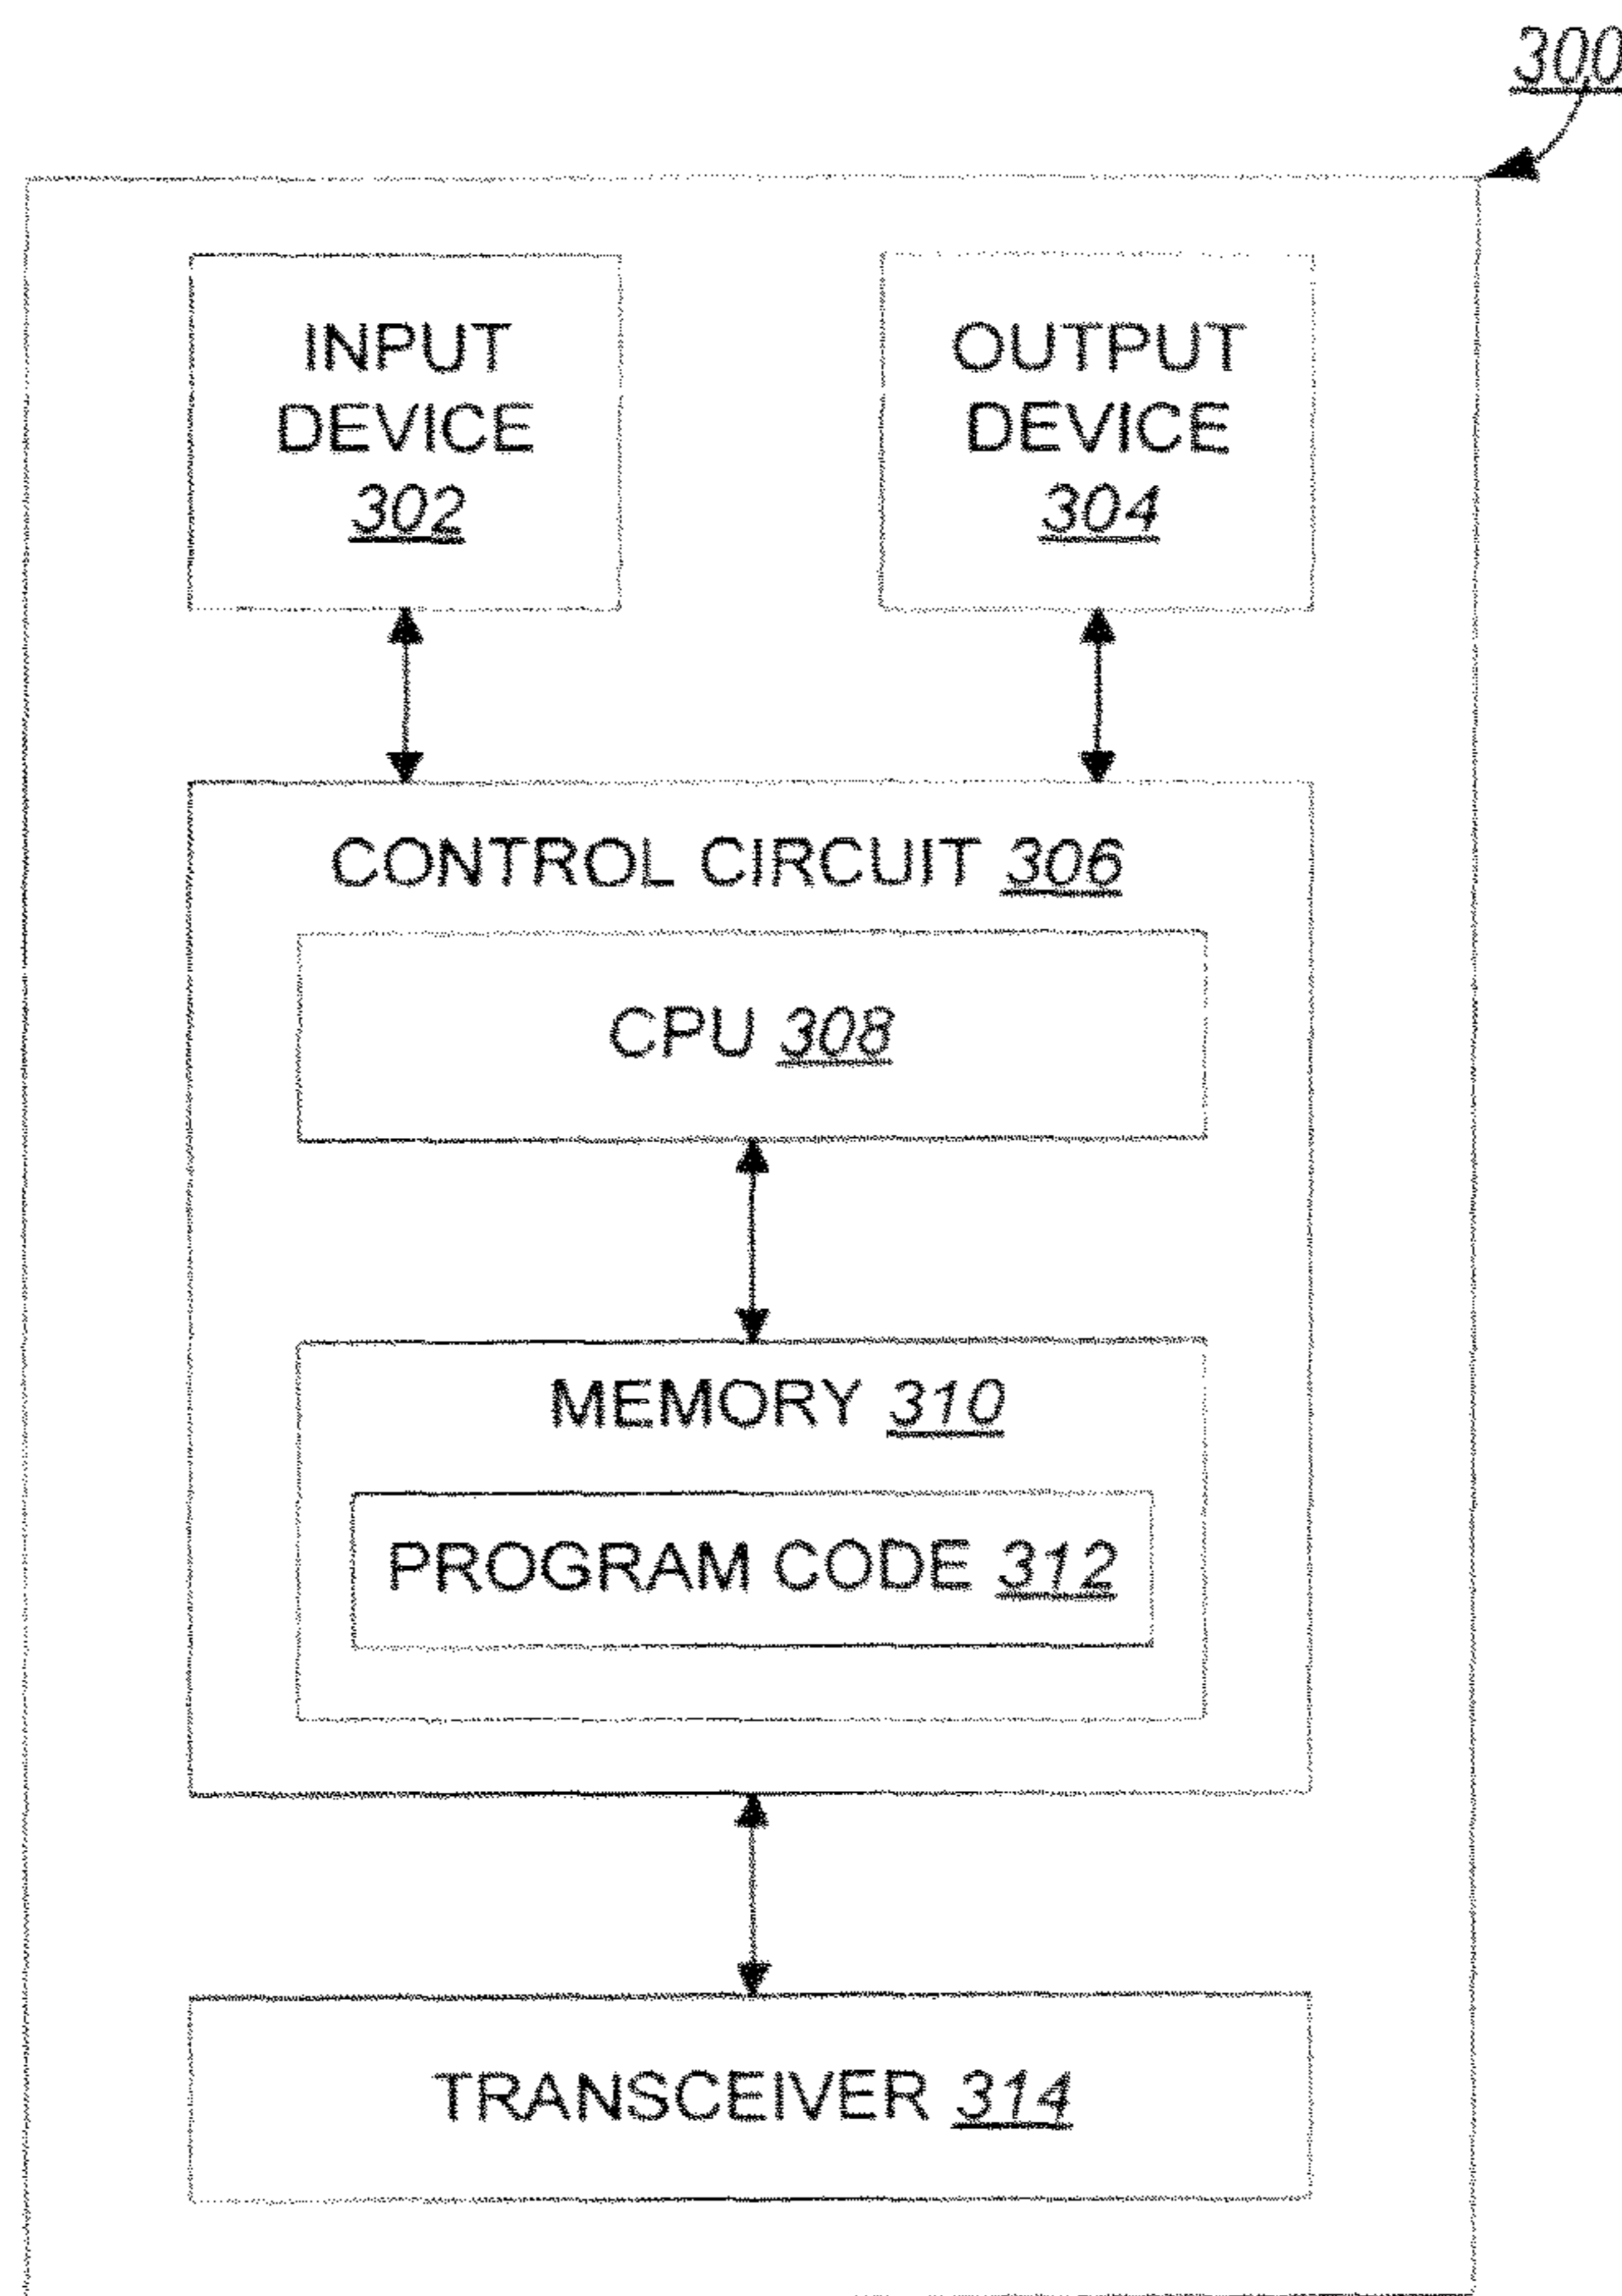 300
INPUT
DEVICE
302
OUTPUT
DEVICE
304
CONTROL CIRCUIT 306
CPU 308
MEMORY 310
PROGRAM CODE 312
TRANSCEIVER 314